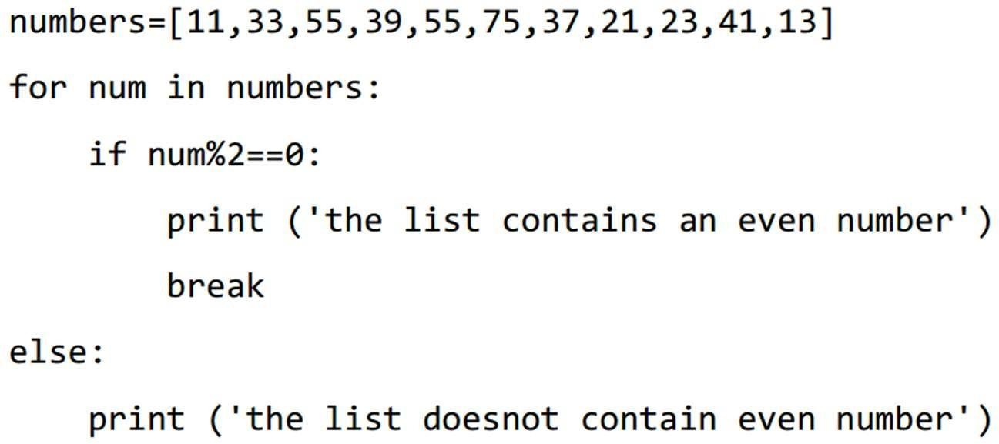 numbers=[11,33,55,39,55,75,37,21,23,41,13]
for num in numbers:
    if num%2==0:
        print ('the list contains an even number')
        break
else:
    print ('the list doesnot contain even number')